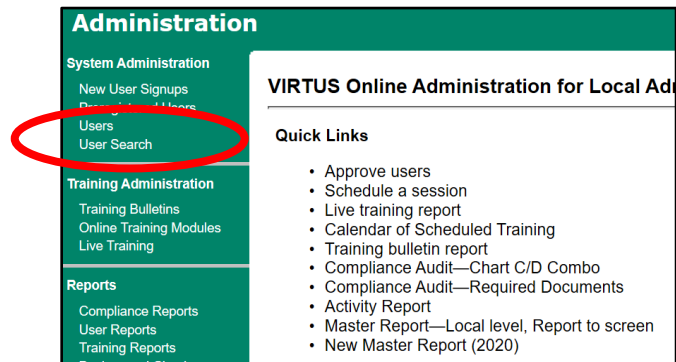 Administration
System Administration
New User Signups
Users
User Search
Training Administration
Training Bulletins
Online Training Modules
Live Training
Reports
Compliance Reports
User Reports
Training Reports
VIRTUS Online Administration for Local Ad
Quick Links
• Approve users
• Schedule a session
• Live training report
• Calendar of Scheduled Training
• Training bulletin report
• Compliance Audit—Chart C/D Combo
• Compliance Audit—Required Documents
• Activity Report
• Master Report—Local level, Report to screen
• New Master Report (2020)